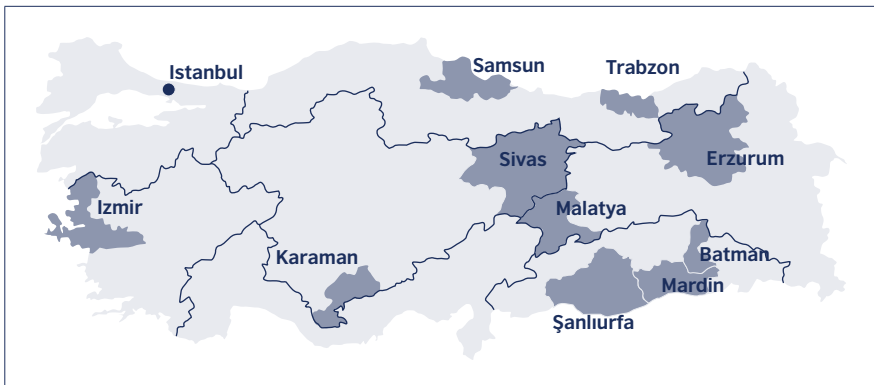 Samsun
Trabzon
Istanbul
Sivas
Erzurum
Izmir
Malatya
Karaman
Batman
Mardin
Şanlıurfa